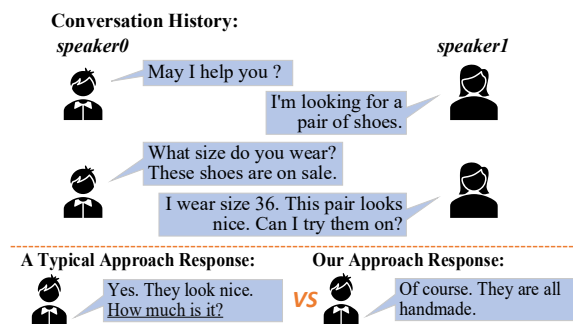 Conversation History:
speaker0
speaker1
May I help you ?
I'm looking for a
pair of shoes.
What size do you wear?
These shoes are on sale.
I wear size 36. This pair looks
nice. Can I try them on?
A Typical Approach Response:
Our Approach Response:
Yes. They look nice.
How much is it?
VS
Of course. They are all
handmade.